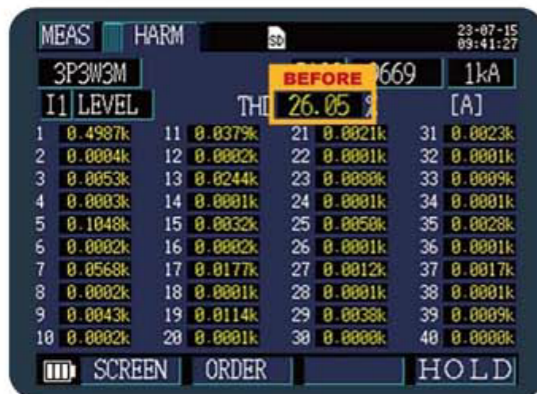 MEAS HARM SD 23-07-15
09:41:27
3P3W3M BEFORE 0669 1kA
I1 LEVEL THD 26.05 % [A]
1 0.4987k 11 0.0379k 21 0.0021k 31 0.0023k
2 0.0004k 12 0.0002k 22 0.0001k 32 0.0001k
3 0.0053k 13 0.0244k 23 0.0080k 33 0.0009k
4 0.0003k 14 0.0001k 24 0.0001k 34 0.0001k
5 0.1048k 15 0.0032k 25 0.0050k 35 0.0028k
6 0.0002k 16 0.0002k 26 0.0001k 36 0.0001k
7 0.0568k 17 0.0177k 27 0.0012k 37 0.0017k
8 0.0002k 18 0.0001k 28 0.0001k 38 0.0001k
9 0.0043k 19 0.0114k 29 0.0038k 39 0.0009k
10 0.0002k 20 0.0001k 30 0.0000k 40 0.0000k
SCREEN ORDER HOLD